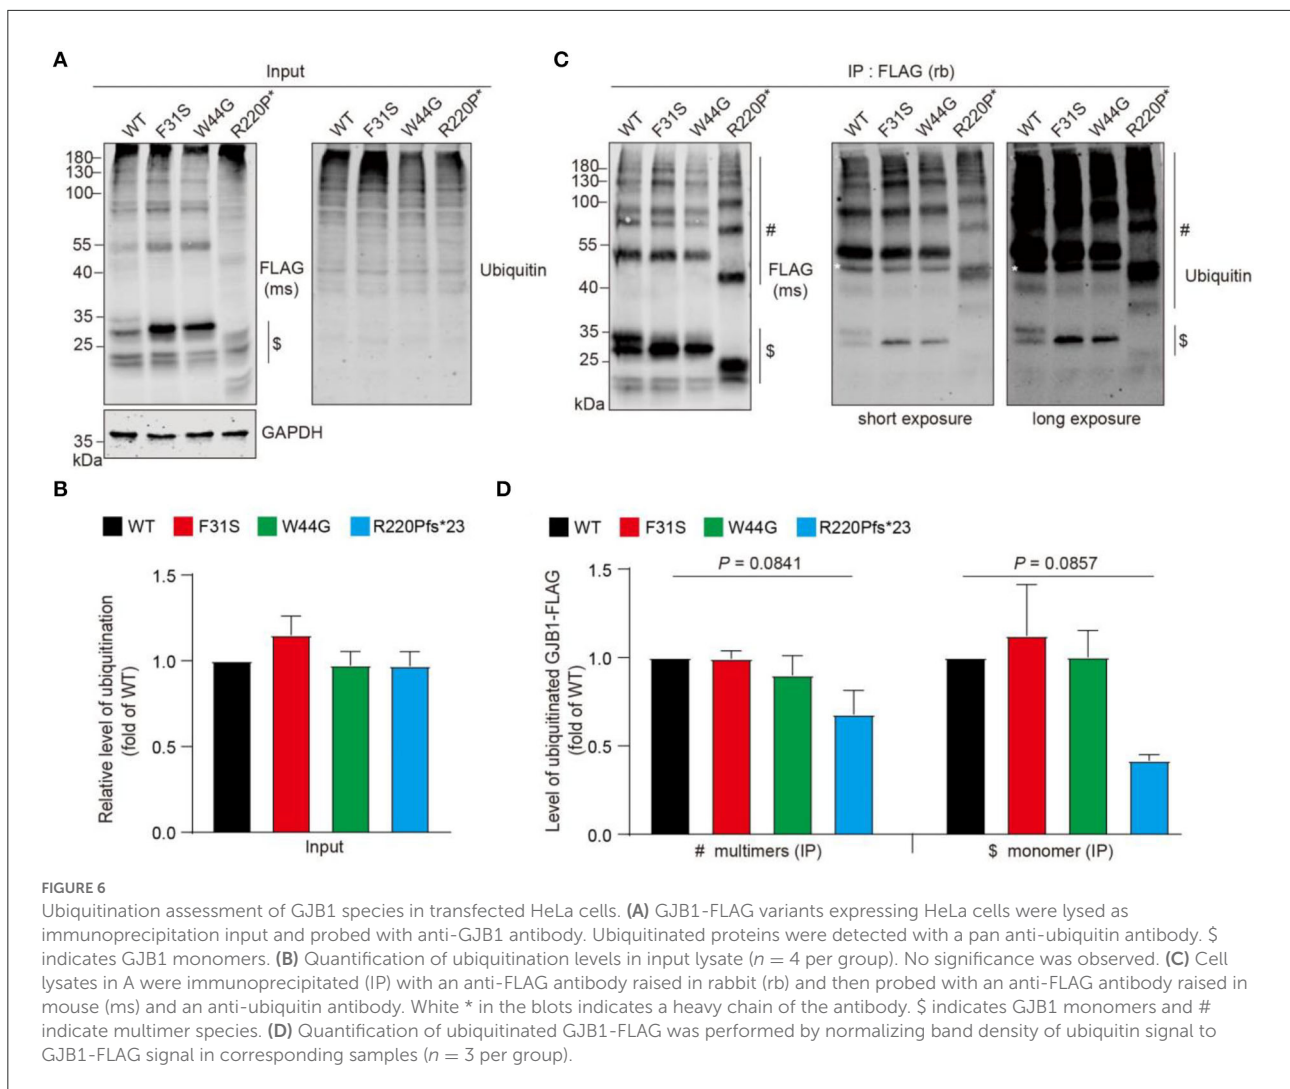 A
Input
WT F31S W44G R220P*
WT F31S W44G R220P*
180
130
100
55
40
35
25
FLAG
(ms)
$
Ubiquitin
35
kDa
GAPDH
C
IP : FLAG (rb)
WT F31S W44G R220P*
WT F31S W44G R220P*
WT F31S W44G R220P*
180
130
100
55
40
35
25
kDa
*
#
FLAG
(ms)
$
*
short exposure
*
long exposure
#
Ubiquitin
$
B
WT F31S W44G R220Pfs*23
Relative level of ubiquitination
(fold of WT)
1.5
1.0
0.5
0.0
Input
D
WT F31S W44G R220Pfs*23
Level of ubiquitinated GJB1-FLAG
(fold of WT)
1.5
1.0
0.5
0.0
P = 0.0841
P = 0.0857
# multimers (IP)
$ monomer (IP)
FIGURE 6
Ubiquitination assessment of GJB1 species in transfected HeLa cells. (A) GJB1-FLAG variants expressing HeLa cells were lysed as
immunoprecipitation input and probed with anti-GJB1 antibody. Ubiquitinated proteins were detected with a pan anti-ubiquitin antibody. $
indicates GJB1 monomers. (B) Quantification of ubiquitination levels in input lysate (n = 4 per group). No significance was observed. (C) Cell
lysates in A were immunoprecipitated (IP) with an anti-FLAG antibody raised in rabbit (rb) and then probed with an anti-FLAG antibody raised in
mouse (ms) and an anti-ubiquitin antibody. White * in the blots indicates a heavy chain of the antibody. $ indicates GJB1 monomers and #
indicate multimer species. (D) Quantification of ubiquitinated GJB1-FLAG was performed by normalizing band density of ubiquitin signal to
GJB1-FLAG signal in corresponding samples (n = 3 per group).